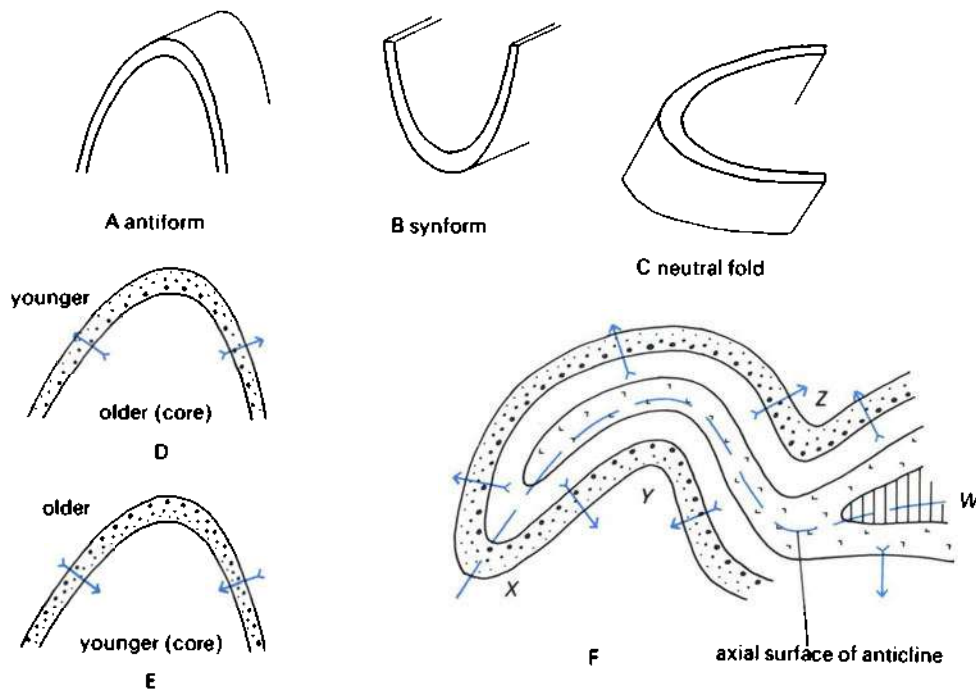 A antiform
B synform
C neutral fold
younger
older (core)
D
older
younger (core)
E
Z
Y
W
X
F
axial surface of anticline